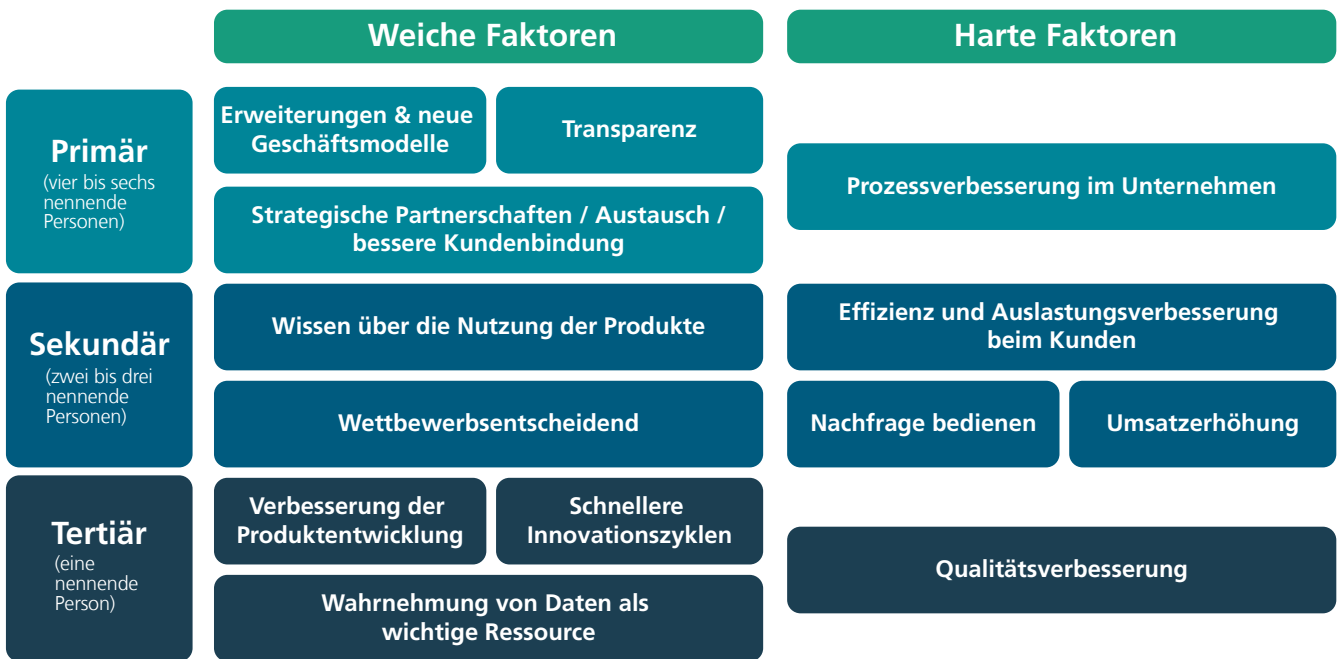 Weiche Faktoren
Harte Faktoren
Primär
(vier bis sechs
nennende
Personen)
Erweiterungen & neue
Geschäftsmodelle
Transparenz
Strategische Partnerschaften / Austausch /
bessere Kundenbindung
Prozessverbesserung im Unternehmen
Sekundär
(zwei bis drei
nennende
Personen)
Wissen über die Nutzung der Produkte
Wettbewerbsentscheidend
Effizienz und Auslastungsverbesserung
beim Kunden
Nachfrage bedienen
Umsatzerhöhung
Tertiär
(eine
nennende
Person)
Verbesserung der
Produktentwicklung
Schnellere
Innovationszyklen
Wahrnehmung von Daten als
wichtige Ressource
Qualitätsverbesserung